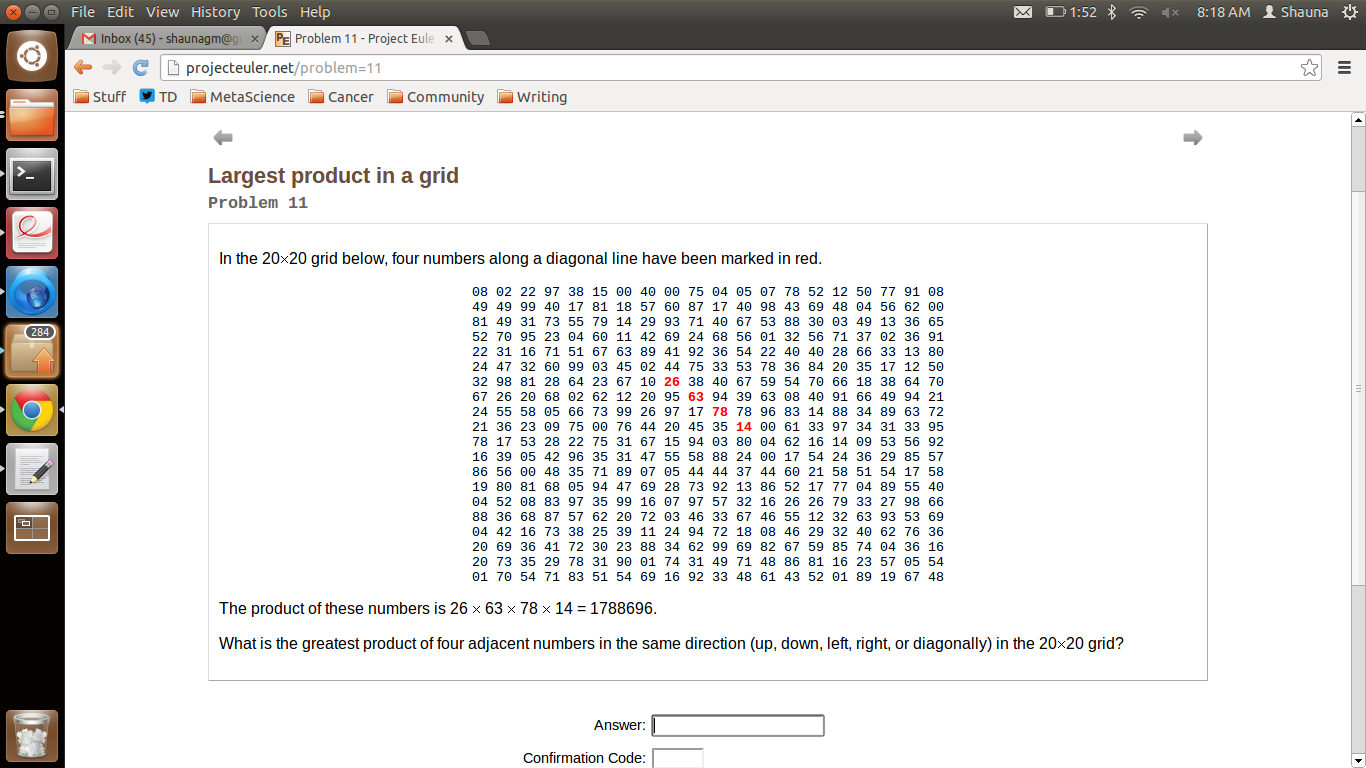 File Edit View History Tools Help 1:52 8:18 AM Shauna
Inbox (45) - shaunagm@g Problem 11 - Project Eule
projecteuler.net/problem=11
Stuff TD MetaScience Cancer Community Writing
284
Largest product in a grid
Problem 11
In the 20×20 grid below, four numbers along a diagonal line have been marked in red.
08 02 22 97 38 15 00 40 00 75 04 05 07 78 52 12 50 77 91 08
49 49 99 40 17 81 18 57 60 87 17 40 98 43 69 48 04 56 62 00
81 49 31 73 55 79 14 29 93 71 40 67 53 88 30 03 49 13 36 65
52 70 95 23 04 60 11 42 69 24 68 56 01 32 56 71 37 02 36 91
22 31 16 71 51 67 63 89 41 92 36 54 22 40 40 28 66 33 13 80
24 47 32 60 99 03 45 02 44 75 33 53 78 36 84 20 35 17 12 50
32 98 81 28 64 23 67 10 26 38 40 67 59 54 70 66 18 38 64 70
67 26 20 68 02 62 12 20 95 63 94 39 63 08 40 91 66 49 94 21
24 55 58 05 66 73 99 26 97 17 78 78 96 83 14 88 34 89 63 72
21 36 23 09 75 00 76 44 20 45 35 14 00 61 33 97 34 31 33 95
78 17 53 28 22 75 31 67 15 94 03 80 04 62 16 14 09 53 56 92
16 39 05 42 96 35 31 47 55 58 88 24 00 17 54 24 36 29 85 57
86 56 00 48 35 71 89 07 05 44 44 37 44 60 21 58 51 54 17 58
19 80 81 68 05 94 47 69 28 73 92 13 86 52 17 77 04 89 55 40
04 52 08 83 97 35 99 16 07 97 57 32 16 26 26 79 33 27 98 66
88 36 68 87 57 62 20 72 03 46 33 67 46 55 12 32 63 93 53 69
04 42 16 73 38 25 39 11 24 94 72 18 08 46 29 32 40 62 76 36
20 69 36 41 72 30 23 88 34 62 99 69 82 67 59 85 74 04 36 16
20 73 35 29 78 31 90 01 74 31 49 71 48 86 81 16 23 57 05 54
01 70 54 71 83 51 54 69 16 92 33 48 61 43 52 01 89 19 67 48
The product of these numbers is 26 × 63 × 78 × 14 = 1788696.
What is the greatest product of four adjacent numbers in the same direction (up, down, left, right, or diagonally) in the 20×20 grid?
Answer:
Confirmation Code: